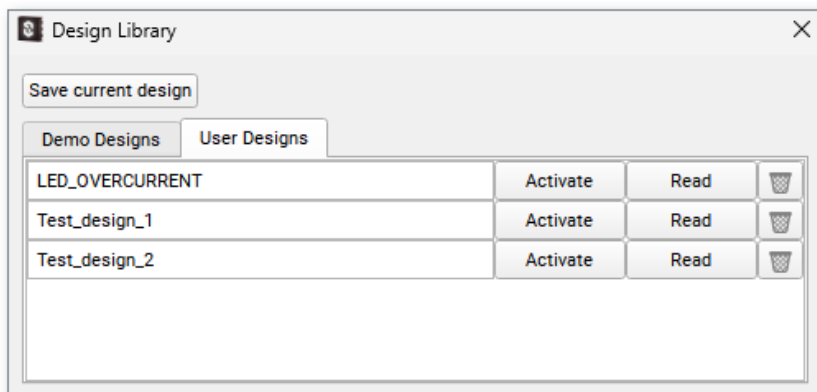 Design Library
Save current design
Demo Designs User Designs
LED_OVERCURRENT Activate Read
Test_design_1 Activate Read
Test_design_2 Activate Read